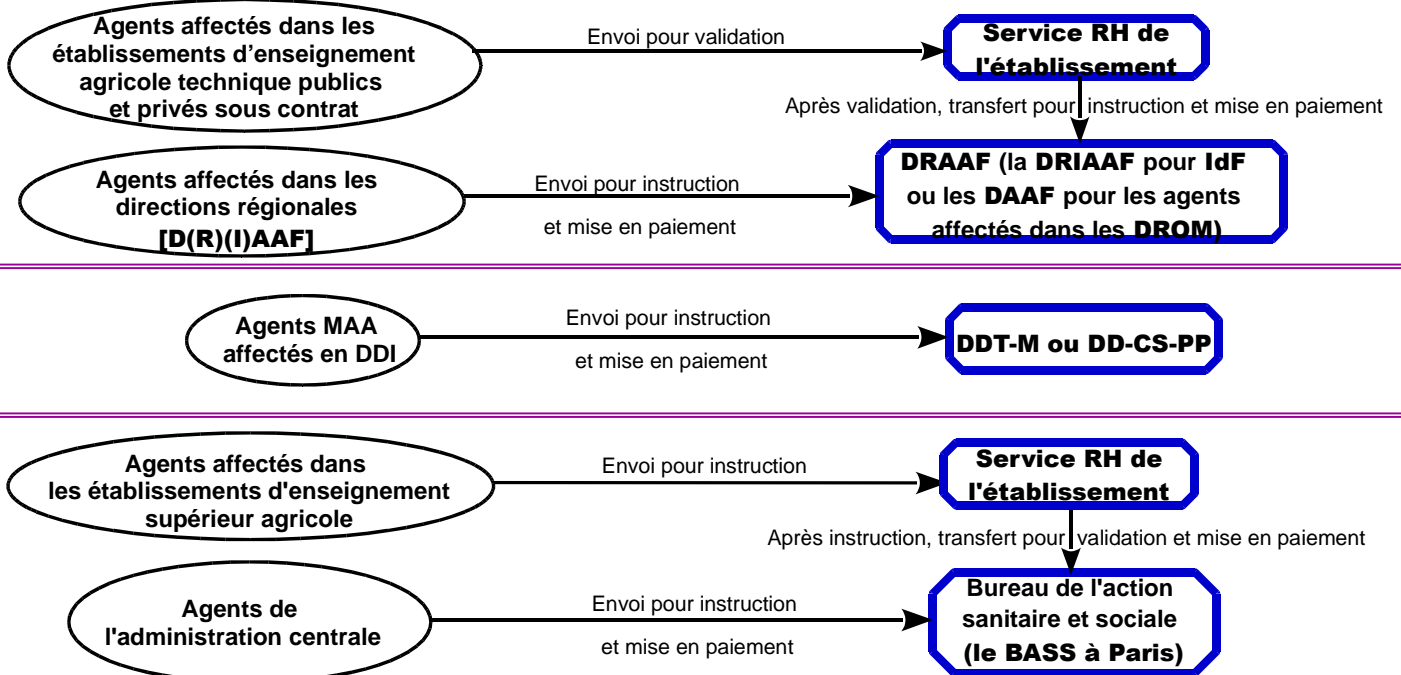 Agents affectés dans les
établissements d’enseignement
agricole technique publics
et privés sous contrat
Envoi pour validation
Service RH de
l'établissement
Après validation, transfert pour instruction et mise en paiement
Agents affectés dans les
directions régionales
[D(R)(I)AAF]
Envoi pour instruction
et mise en paiement
DRAAF (la DRIAAF pour IdF
ou les DAAF pour les agents
affectés dans les DROM)
Agents MAA
affectés en DDI
Envoi pour instruction
et mise en paiement
DDT-M ou DD-CS-PP
Agents affectés dans
les établissements d'enseignement
supérieur agricole
Envoi pour instruction
Service RH de
l'établissement
Après instruction, transfert pour validation et mise en paiement
Agents de
l'administration centrale
Envoi pour instruction
et mise en paiement
Bureau de l'action
sanitaire et sociale
(le BASS à Paris)